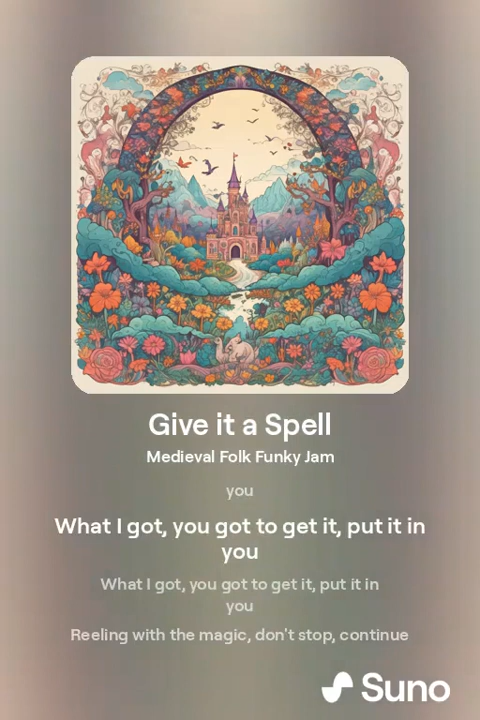 Give it a Spell
Medieval Folk Funky Jam
you
What I got, you got to get it, put it in
you
What I got, you got to get it, put it in
you
Reeling with the magic, don't stop, continue
Suno